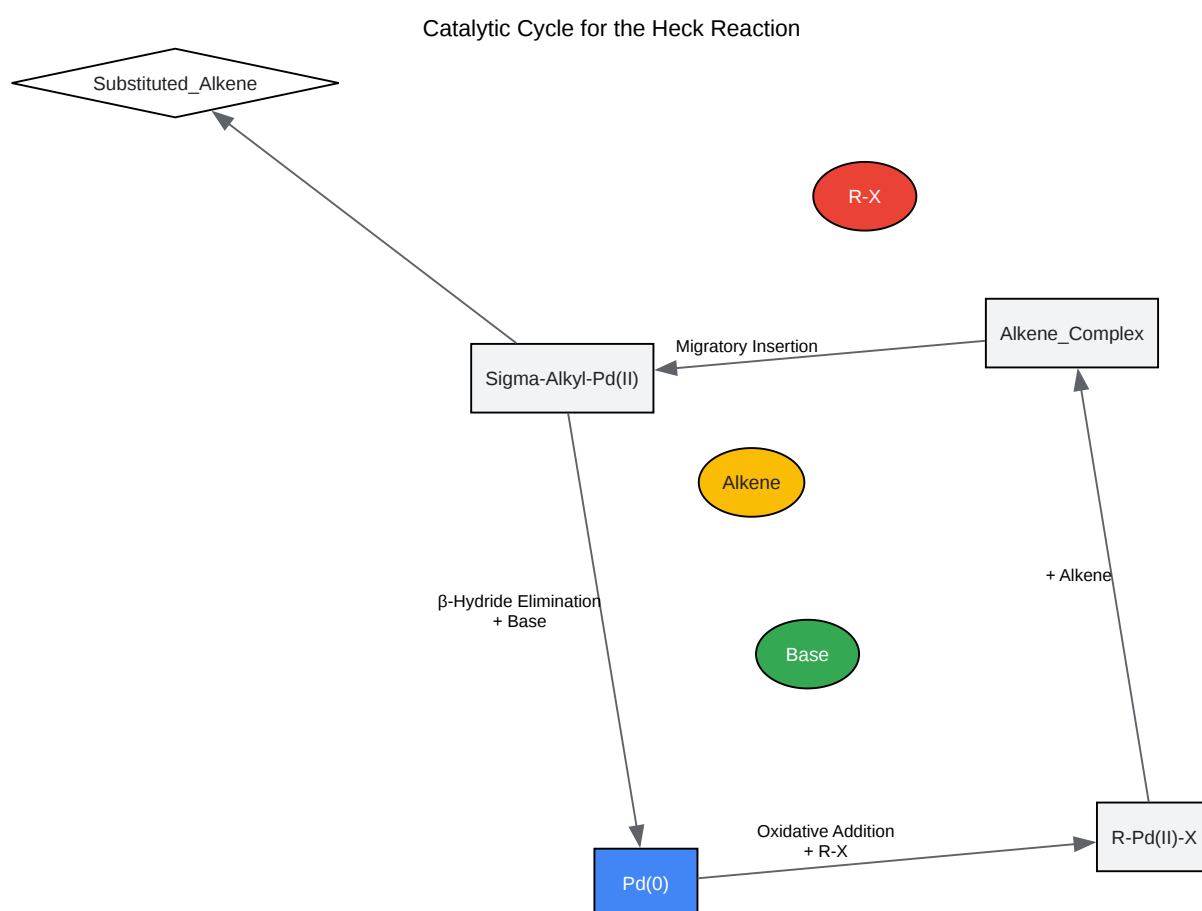 Catalytic Cycle for the Heck Reaction
Substituted_Alkene
R-X
Alkene_Complex
Migratory Insertion
Sigma-Alkyl-Pd(II)
Alkene
+ Alkene
β-Hydride Elimination
+ Base
Base
Oxidative Addition
+ R-X
R-Pd(II)-X
Pd(0)